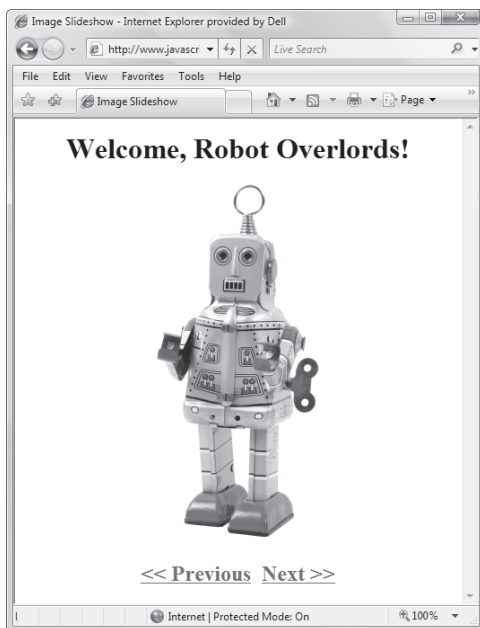 Image Slideshow - Internet Explorer provided by Dell
http://www.javascr
Live Search
File Edit View Favorites Tools Help
Image Slideshow
Page
Welcome, Robot Overlords!
<< Previous Next >>
Internet | Protected Mode: On
100%